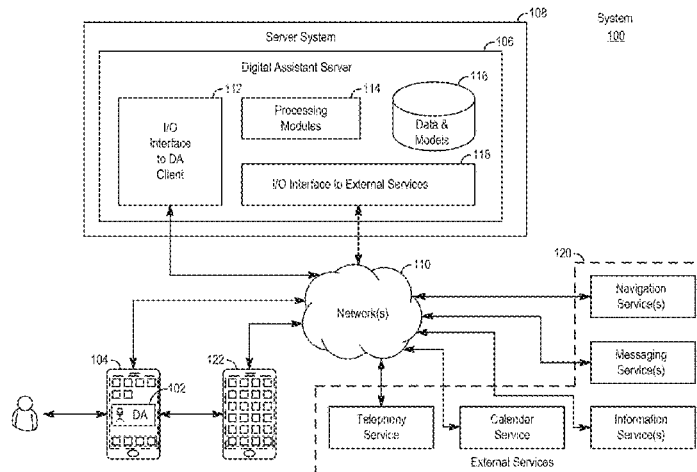 108
System
100
Server System
106
Digital Assistant Server
112
114
116
I/O
Interface
to DA
Client
Processing
Modules
Data &
Models
118
I/O Interface to External Services
110
120
Network(s)
Navigation
Service(s)
Messaging
Service(s)
104
122
102
DA
Telephony
Service
Calendar
Service
Information
Service(s)
External Services